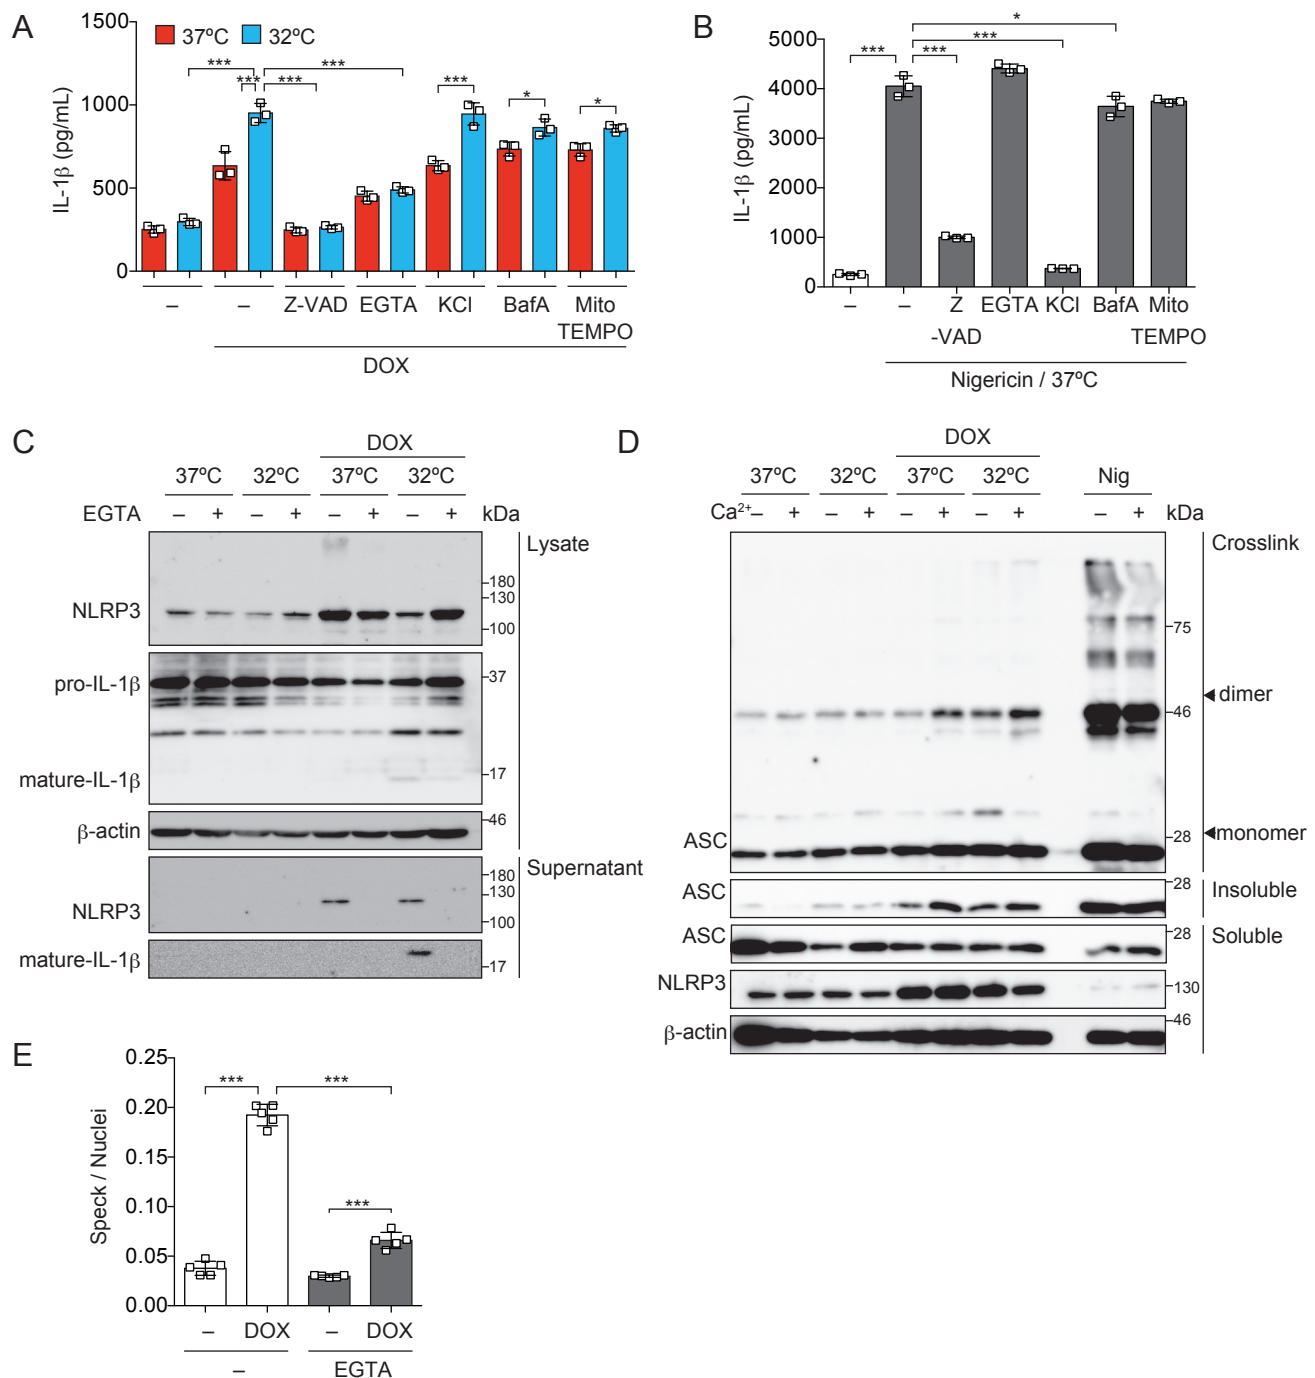 A
1500
1000
500
0
IL-1β (pg/mL)
37ºC
32ºC
***
***
***
***
***
*
*
–
–
Z-VAD
EGTA
KCl
BafA
Mito
TEMPO
DOX
B
5000
4000
3000
2000
1000
0
IL-1β (pg/mL)
*
***
***
***
–
–
Z
EGTA
KCl
BafA
Mito
-VAD
TEMPO
Nigericin / 37ºC
C
DOX
37ºC 32ºC 37ºC 32ºC
EGTA – + – + – + – + kDa
Lysate
NLRP3
180
130
100
pro-IL-1β
37
mature-IL-1β
17
β-actin
46
Supernatant
NLRP3
180
130
100
mature-IL-1β
17
D
DOX
37ºC 32ºC 37ºC 32ºC Nig
Ca2+ – + – + – + – + – + kDa
Crosslink
75
dimer
46
monomer
28
ASC
ASC
28
Insoluble
ASC
28
Soluble
NLRP3
130
β-actin
46
E
0.25
0.20
0.15
0.10
0.05
0.00
Speck / Nuclei
***
***
***
–
DOX
–
DOX
–
EGTA